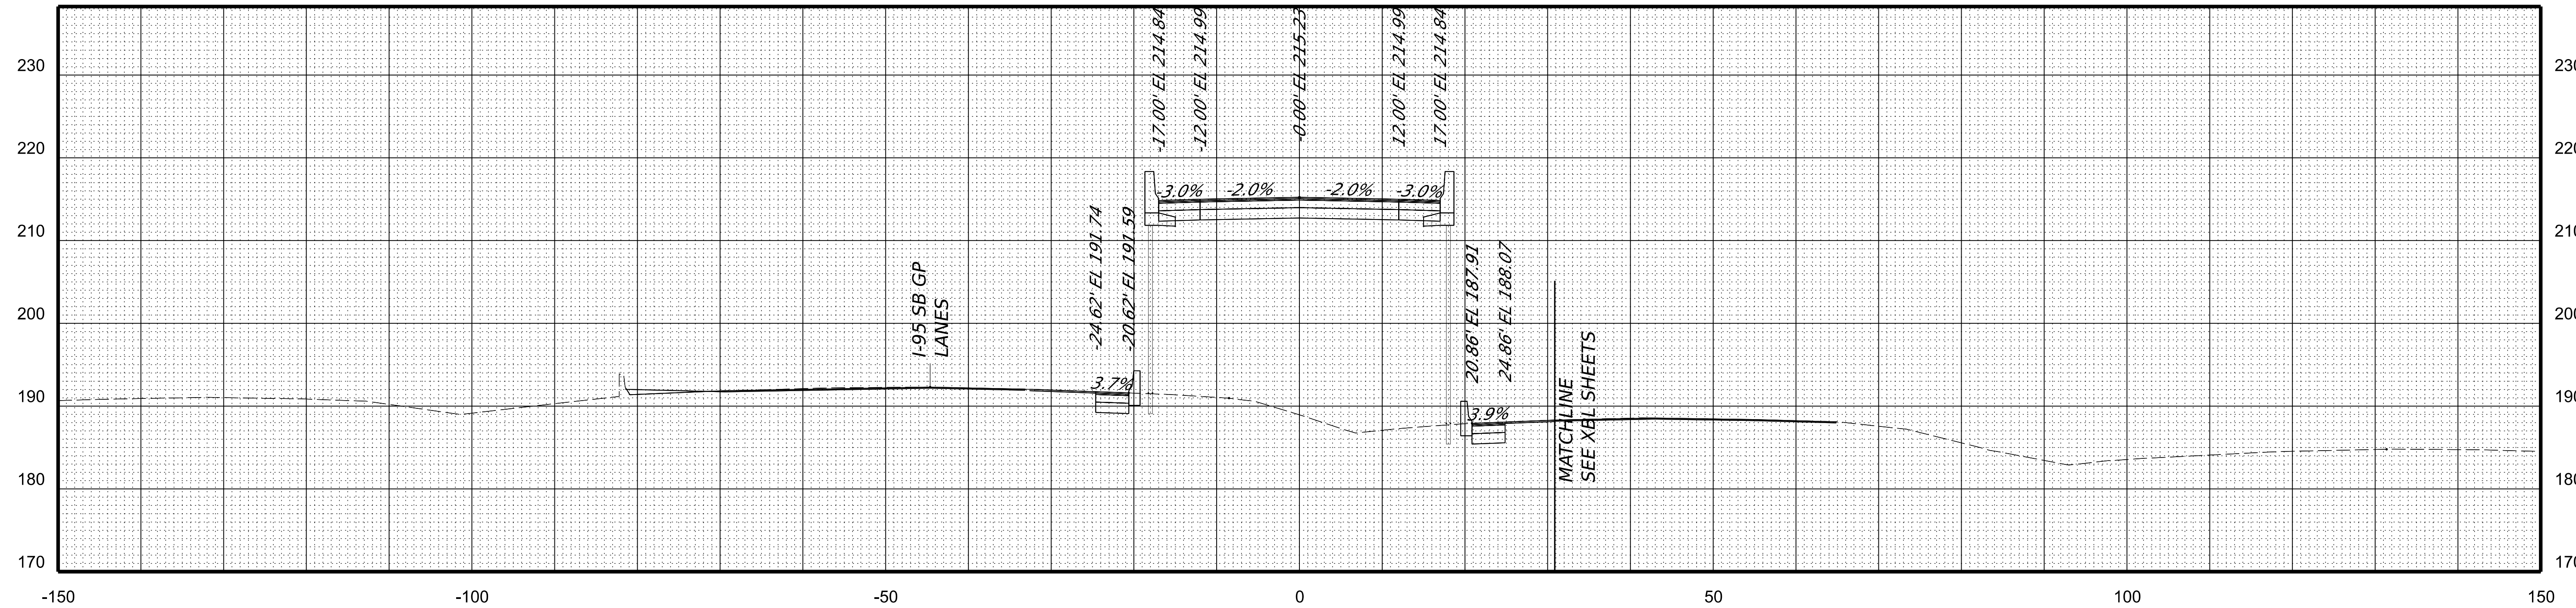 -17.00' EL 214.84
-12.00' EL 214.99
-0.00' EL 215.23
12.00' EL 214.99
17.00' EL 214.84
230
230
220
220
-3.0%
-2.0%
-2.0%
-3.0%
210
210
-24.62' EL 191.74
-20.62' EL 191.59
20.86' EL 187.91
24.86' EL 188.07
I-95 SB GP
LANES
200
200
3.7%
190
190
3.9%
MATCHLINE
SEE XBL SHEETS
180
180
170
170
-150
-100
-50
0
50
100
150